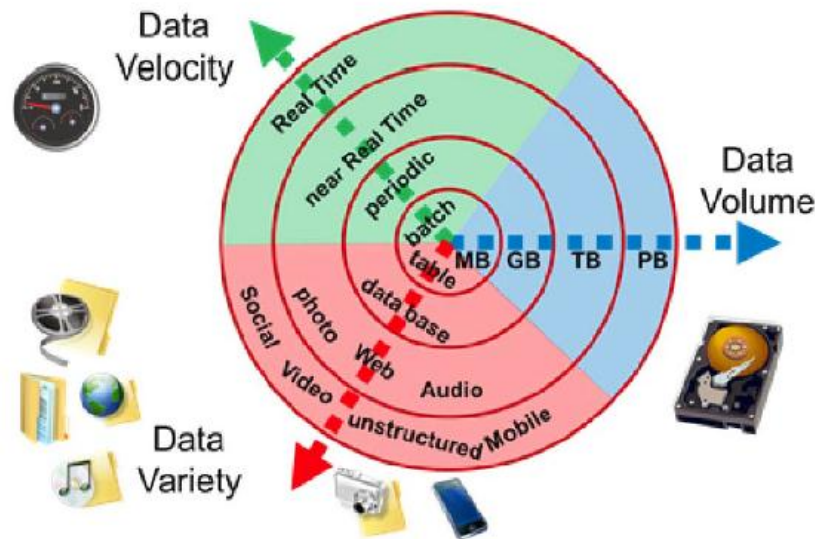 Data
Velocity
Real Time
near Real Time
periodic
batch
Data
Volume
MB GB TB PB
table
data base
photo Web Audio
Social Video unstructured Mobile
Data
Variety